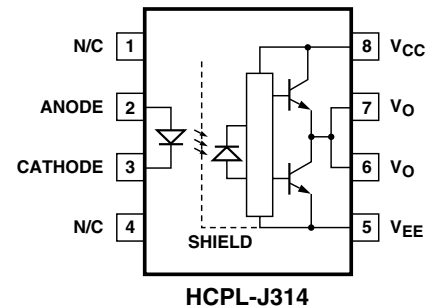 N/C 1
ANODE 2
CATHODE 3
N/C 4
8 VCC
7 VO
6 VO
5 VEE
SHIELD
HCPL-J314